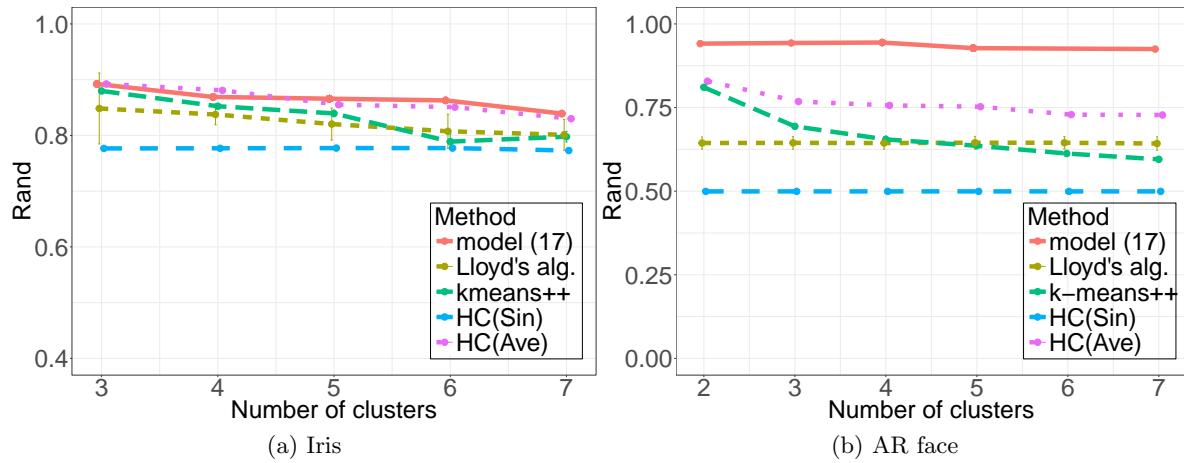 1.0
0.8
0.6
0.4
Rand
3 4 5 6 7
Number of clusters
Method
model (17)
Lloyd's alg.
kmeans++
HC(Sin)
HC(Ave)
(a) Iris
1.00
0.75
0.50
0.25
0.00
Rand
2 3 4 5 6 7
Number of clusters
Method
model (17)
Lloyd's alg.
k−means++
HC(Sin)
HC(Ave)
(b) AR face